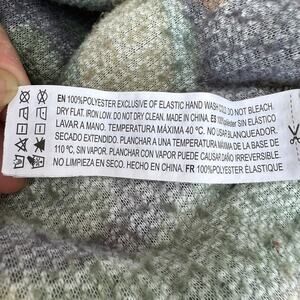 EN 100%POLYESTER EXCLUSIVE OF ELASTIC HAND WASH COLD DO NOT BLEACH.
DRY FLAT. IRON LOW. DO NOT DRY CLEAN. MADE IN CHINA. ES 100%poliéster SIN ELÁSTICO
LAVAR A MANO. TEMPERATURA MÁXIMA 40 °C. NO USAR BLANQUEADOR.
SECADO EXTENDIDO. PLANCHAR A UNA TEMPERATURA MÁXIMA DE LA BASE DE
110 °C, SIN VAPOR. PLANCHAR CON VAPOR PUEDE CAUSAR DAÑO IRREVERSIBLE.
NO LIMPIEZA EN SECO. HECHO EN CHINA. FR 100%POLYESTER ÉLASTIQUE